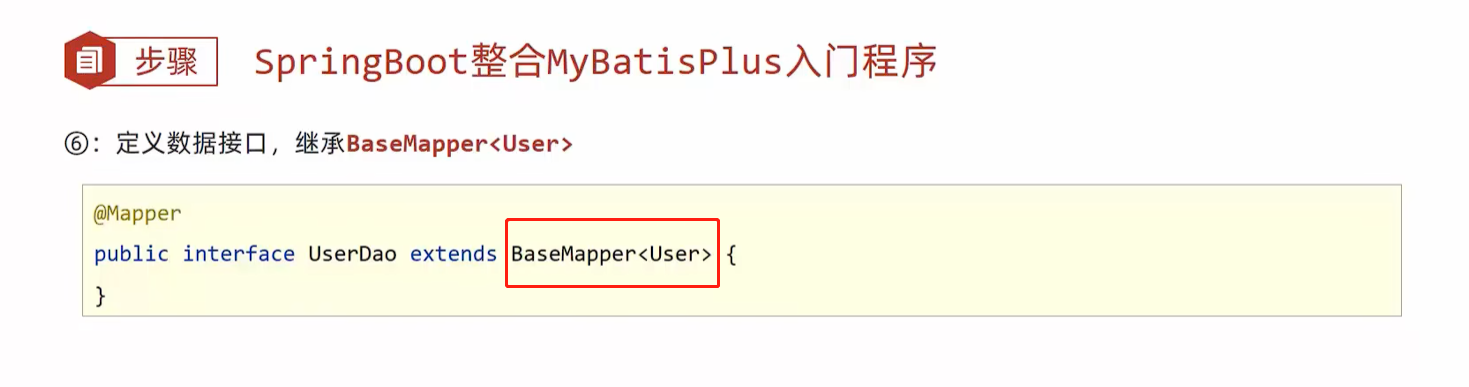 步骤 SpringBoot整合MyBatisPlus入门程序
⑥：定义数据接口，继承BaseMapper<User>
@Mapper
public interface UserDao extends BaseMapper<User> {
}